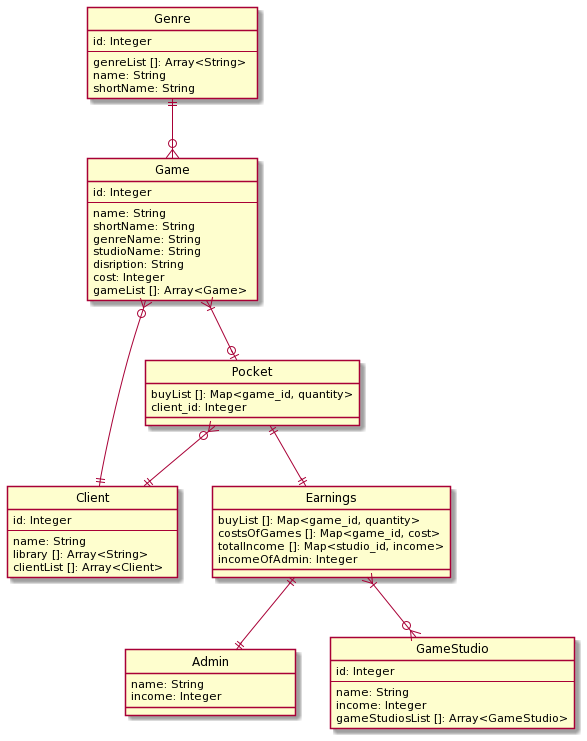 Genre
id: Integer
genreList []: Array<String>
name: String
shortName: String
Game
id: Integer
name: String
shortName: String
genreName: String
studioName: String
disription: String
cost: Integer
gameList []: Array<Game>
Pocket
buyList []: Map<game_id, quantity>
client_id: Integer
Client
id: Integer
name: String
library []: Array<String>
clientList []: Array<Client>
Earnings
buyList []: Map<game_id, quantity>
costsOfGames []: Map<game_id, cost>
totalIncome []: Map<studio_id, income>
incomeOfAdmin: Integer
Admin
name: String
income: Integer
GameStudio
id: Integer
name: String
income: Integer
gameStudiosList []: Array<GameStudio>